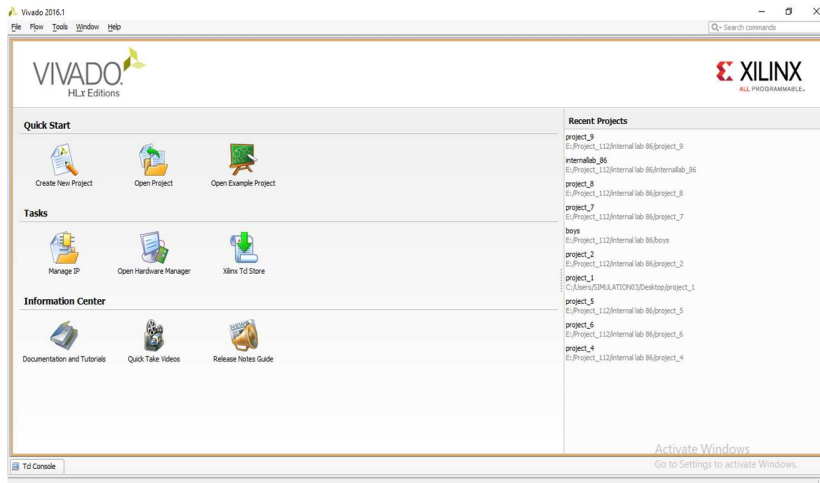 Vivado 2016.1
File Flow Tools Window Help
Search commands
VIVADO.
HLx Editions
XILINX
ALL PROGRAMMABLE.
Quick Start
Create New Project Open Project Open Example Project
Tasks
Manage IP Open Hardware Manager Xilinx Tcl Store
Information Center
Documentation and Tutorials Quick Take Videos Release Notes Guide
Recent Projects
project_9
E:/Project_112/internal lab 86/project_9
internallab_86
E:/Project_112/internal lab 86/internallab_86
project_8
E:/Project_112/internal lab 86/project_8
project_7
E:/Project_112/internal lab 86/project_7
boys
E:/Project_112/internal lab 86/boys
project_2
E:/Project_112/internal lab 86/project_2
project_1
C:/Users/SIMULATION03/Desktop/project_1
project_5
E:/Project_112/internal lab 86/project_5
project_6
E:/Project_112/internal lab 86/project_6
project_4
E:/Project_112/internal lab 86/project_4
Activate Windows
Go to Settings to activate Windows.
Tcl Console